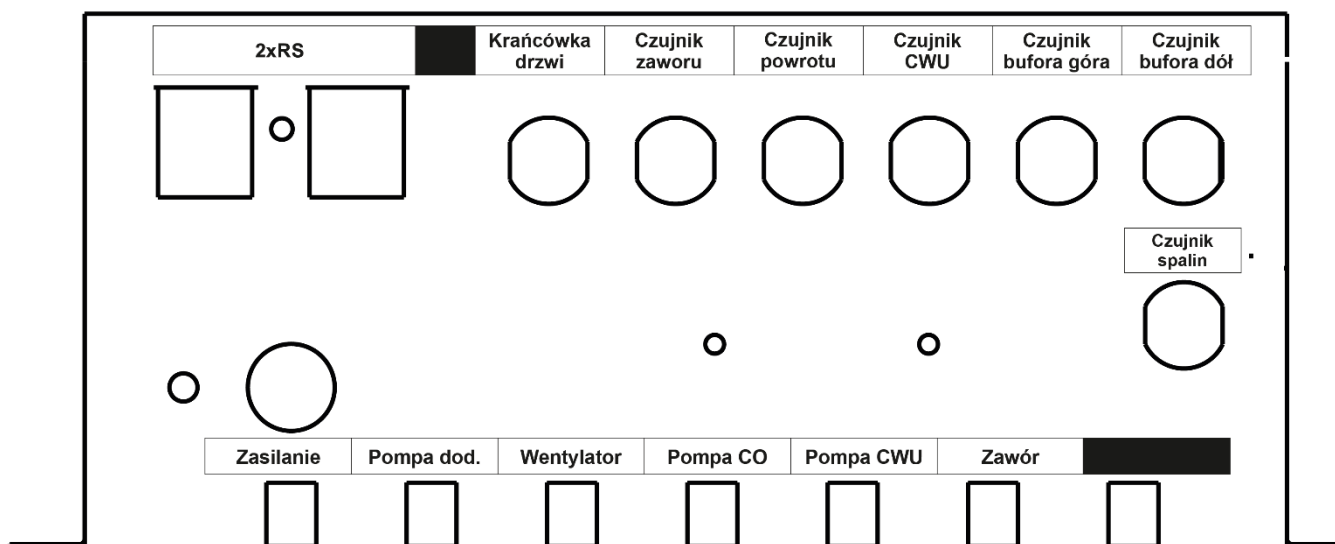 2xRS
Krańcówka
drzwi
Czujnik
zaworu
Czujnik
powrotu
Czujnik
CWU
Czujnik
bufora góra
Czujnik
bufora dół
Czujnik
spalin
Zasilanie
Pompa dod.
Wentylator
Pompa CO
Pompa CWU
Zawór